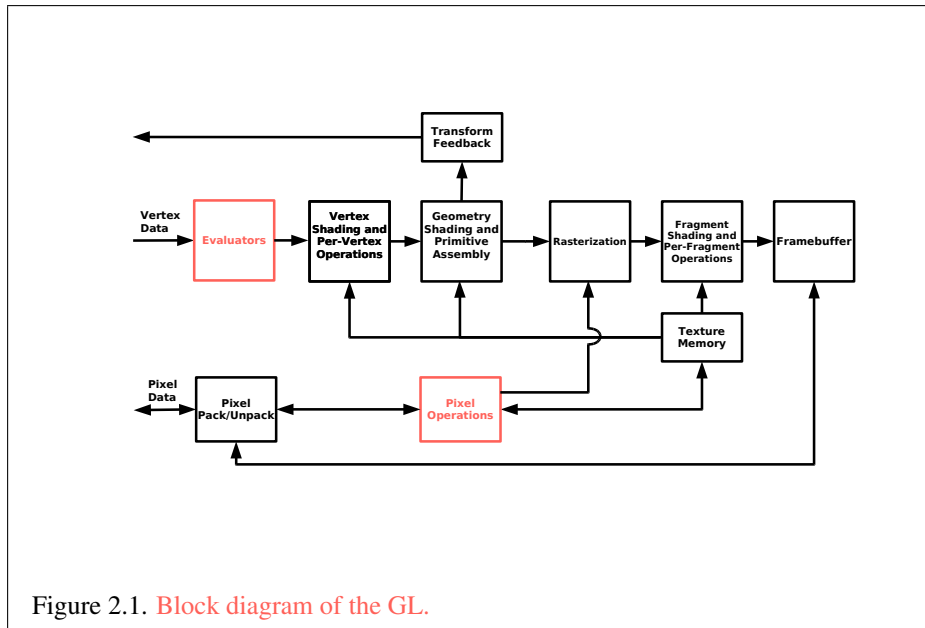 Transform
Feedback
Vertex
Data
Evaluators
Vertex
Shading and
Per-Vertex
Operations
Geometry
Shading and
Primitive
Assembly
Rasterization
Fragment
Shading and
Per-Fragment
Operations
Framebuffer
Texture
Memory
Pixel
Data
Pixel
Pack/Unpack
Pixel
Operations
Figure 2.1. Block diagram of the GL.